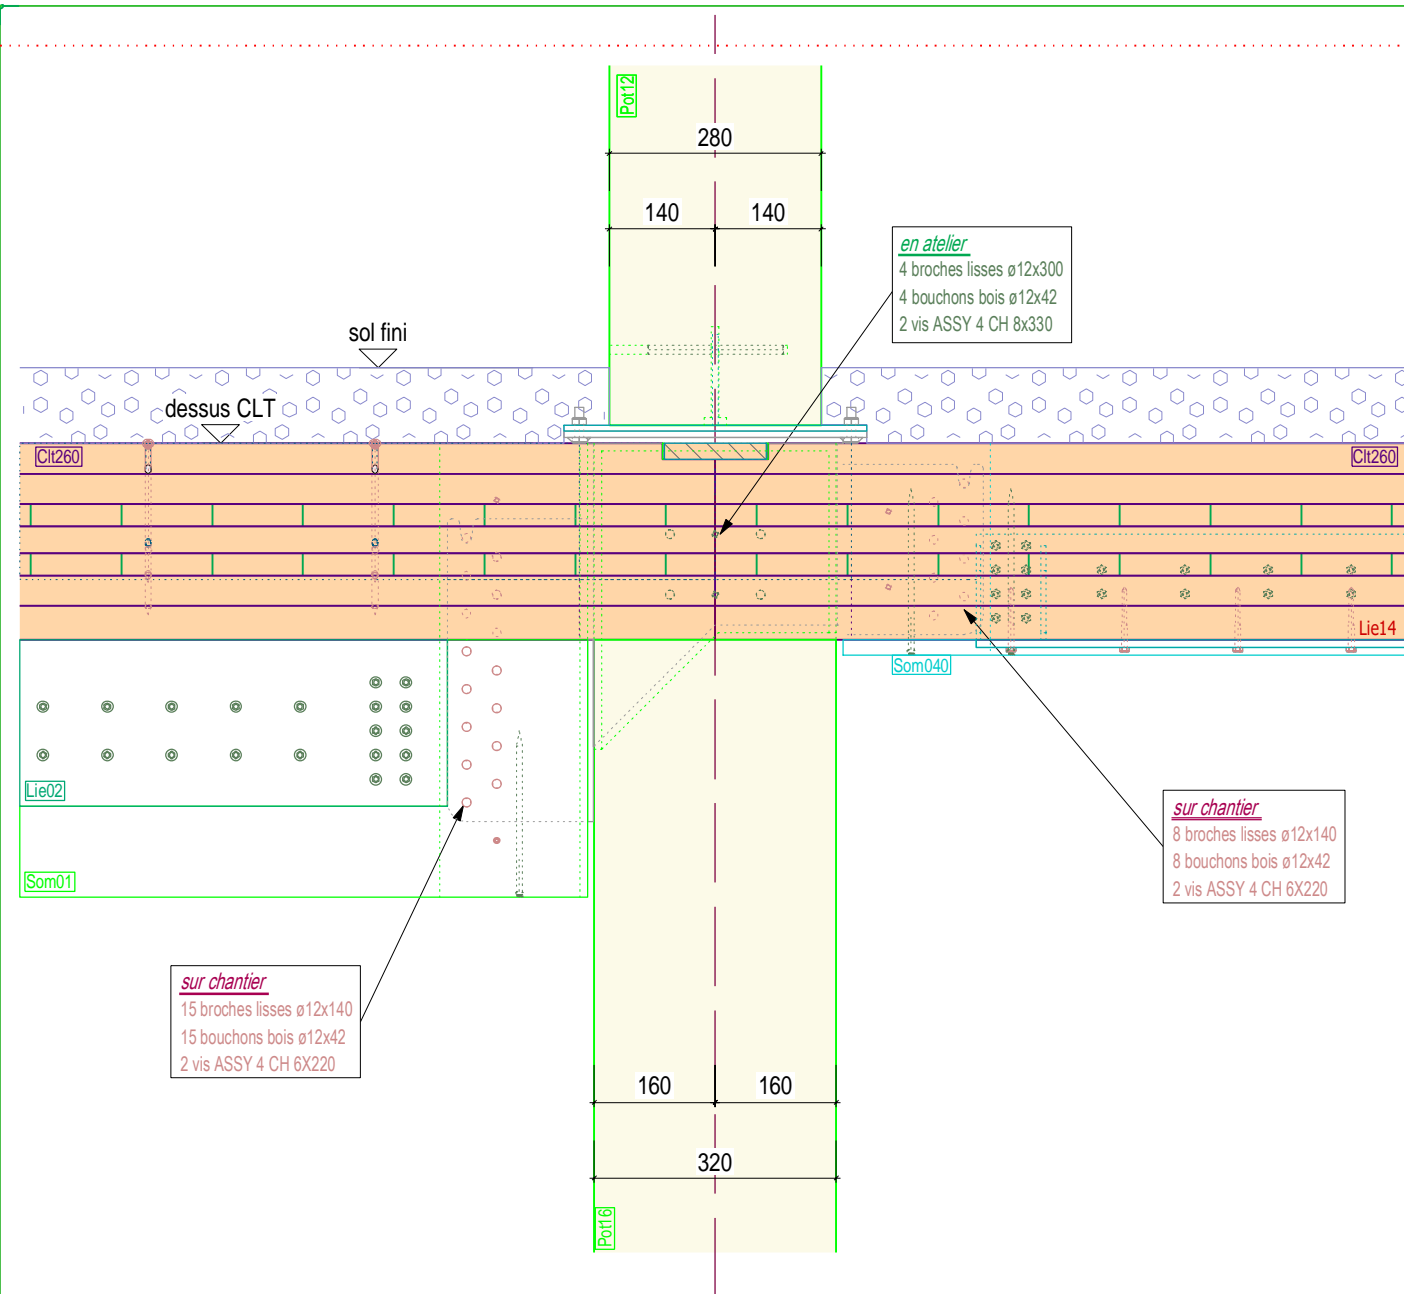 Pot12
280
140
140
en atelier
4 broches lisses ø12x300
4 bouchons bois ø12x42
2 vis ASSY 4 CH 8x330
sol fini
dessus CLT
Clt260
Clt260
Lie14
Som040
Lie02
Som01
sur chantier
8 broches lisses ø12x140
8 bouchons bois ø12x42
2 vis ASSY 4 CH 6X220
sur chantier
15 broches lisses ø12x140
15 bouchons bois ø12x42
2 vis ASSY 4 CH 6X220
160
160
320
Pot16